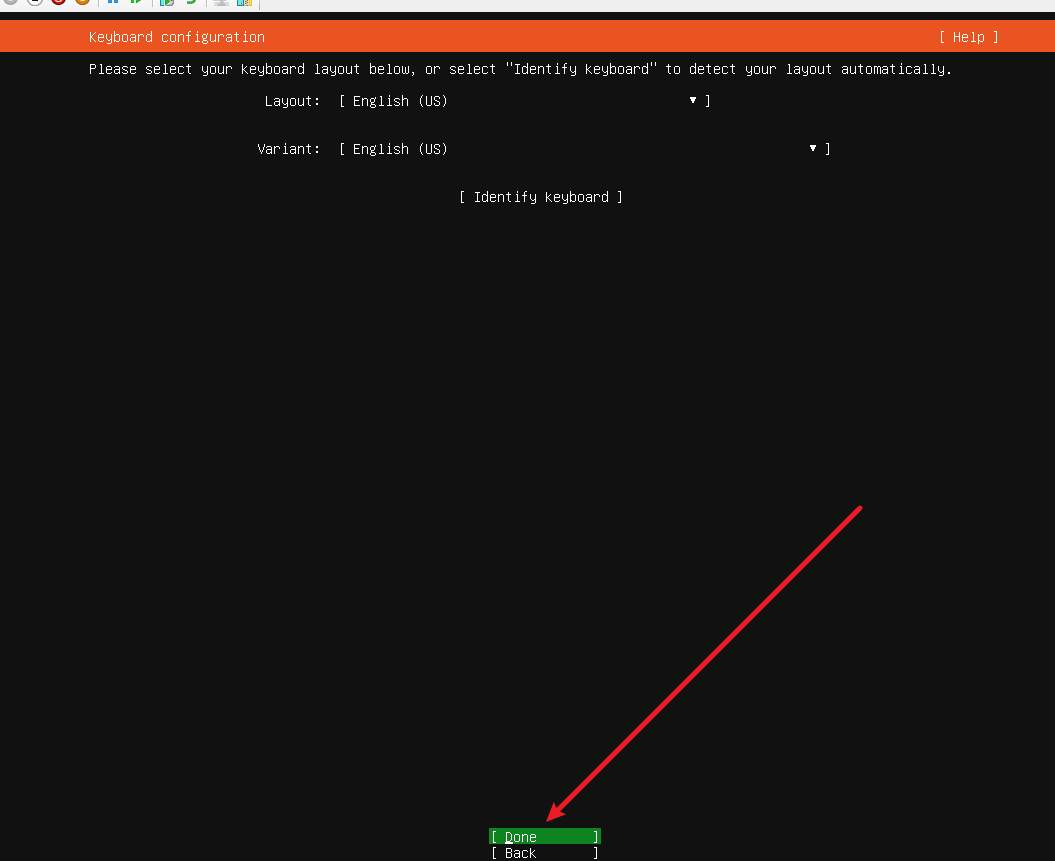 Keyboard configuration [ Help ]
Please select your keyboard layout below, or select "Identify keyboard" to detect your layout automatically.
Layout: [ English (US) ▾ ]
Variant: [ English (US) ▾ ]
[ Identify keyboard ]
[ Done ]
[ Back ]